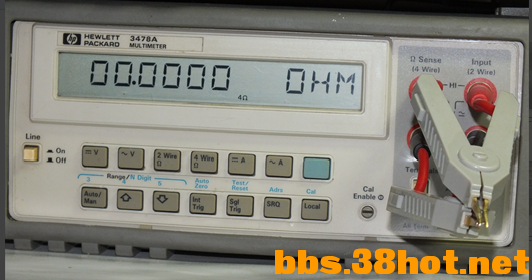 hp HEWLETT PACKARD 3478A MULTIMETER
00.0000 OHM
4Ω
Ω Sense (4 Wire)
Input (2 Wire)
HI
Line
On
Off
⎓ V
~ V
2 Wire Ω
4 Wire Ω
⎓ A
~ A
Range/N Digit
3 4 5
Auto Zero
Test/Reset
Adrs
Cal
Auto/Man
Int Trig
Sgl Trig
SRQ
Local
Cal Enable
bbs.38hot.net